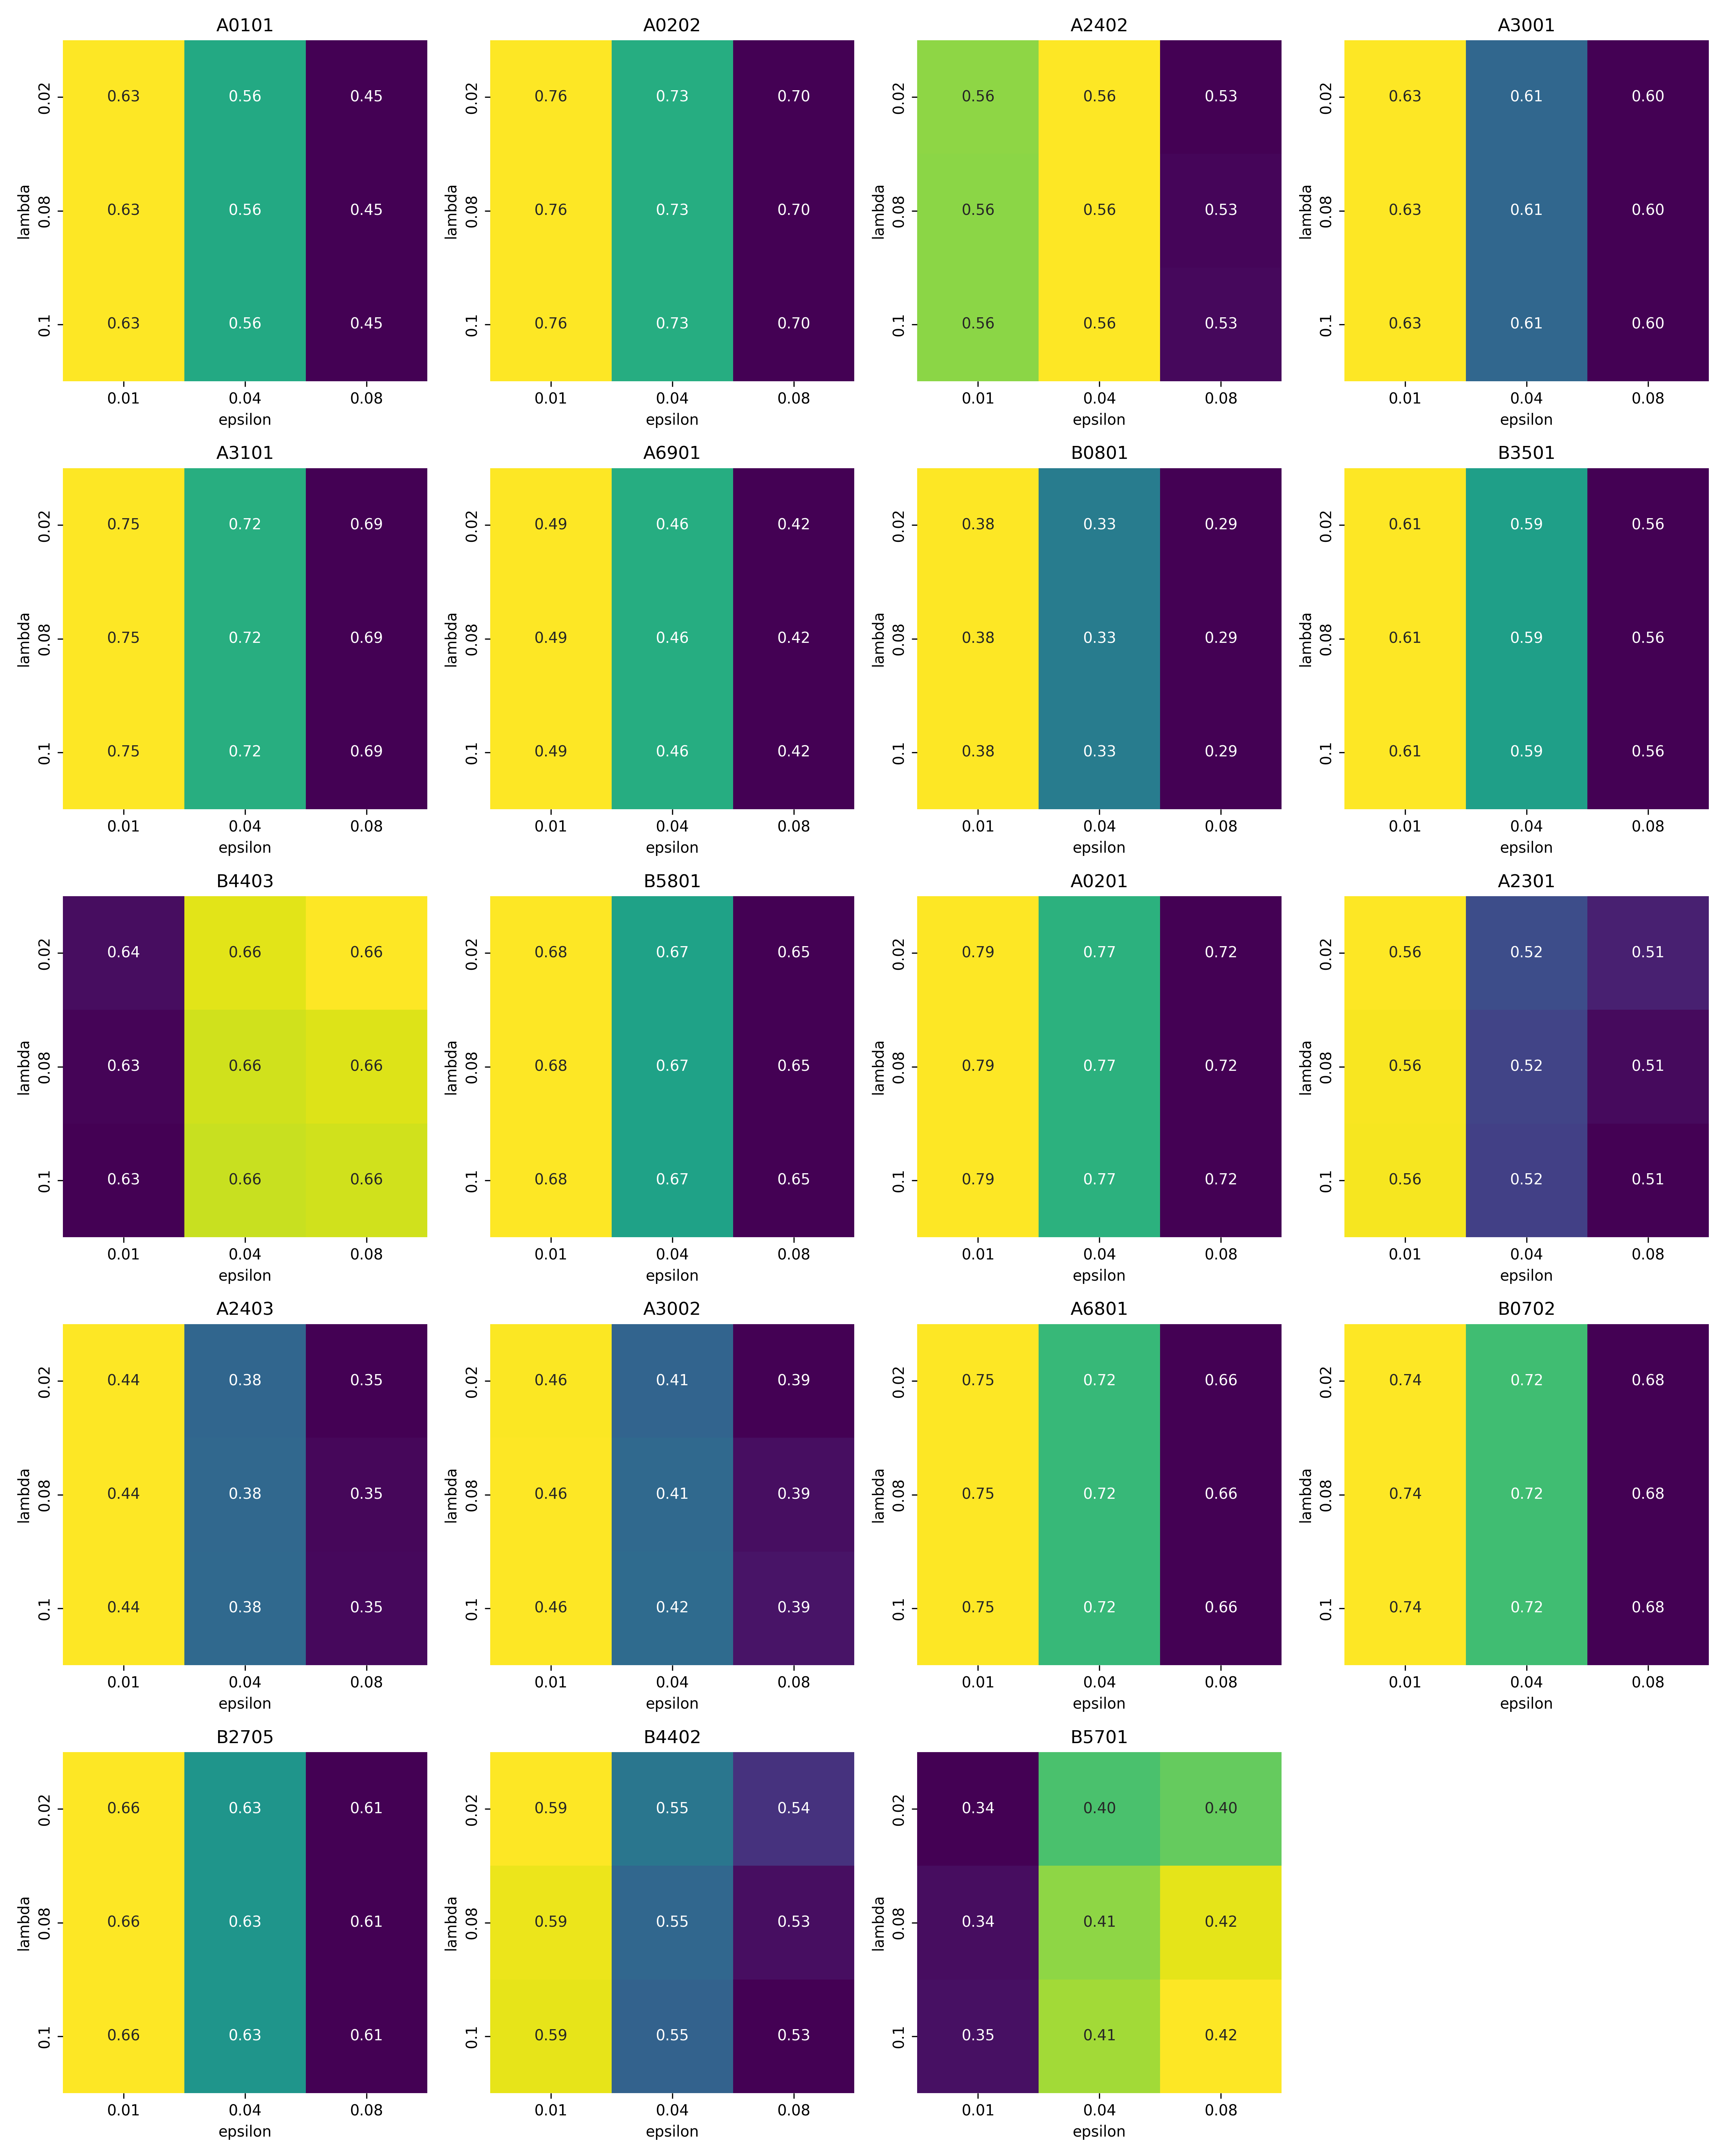 A0101 A0202 A2402 A3001
0.02 0.63 0.56 0.45 0.02 0.76 0.73 0.70 0.02 0.56 0.56 0.53 0.02 0.63 0.61 0.60
lambda 0.08 0.63 0.56 0.45 lambda 0.08 0.76 0.73 0.70 lambda 0.08 0.56 0.56 0.53 lambda 0.08 0.63 0.61 0.60
0.1 0.63 0.56 0.45 0.1 0.76 0.73 0.70 0.1 0.56 0.56 0.53 0.1 0.63 0.61 0.60
0.01 0.04 0.08 0.01 0.04 0.08 0.01 0.04 0.08 0.01 0.04 0.08
epsilon epsilon epsilon epsilon
A3101 A6901 B0801 B3501
0.02 0.75 0.72 0.69 0.02 0.49 0.46 0.42 0.02 0.38 0.33 0.29 0.02 0.61 0.59 0.56
lambda 0.08 0.75 0.72 0.69 lambda 0.08 0.49 0.46 0.42 lambda 0.08 0.38 0.33 0.29 lambda 0.08 0.61 0.59 0.56
0.1 0.75 0.72 0.69 0.1 0.49 0.46 0.42 0.1 0.38 0.33 0.29 0.1 0.61 0.59 0.56
0.01 0.04 0.08 0.01 0.04 0.08 0.01 0.04 0.08 0.01 0.04 0.08
epsilon epsilon epsilon epsilon
B4403 B5801 A0201 A2301
0.02 0.64 0.66 0.66 0.02 0.68 0.67 0.65 0.02 0.79 0.77 0.72 0.02 0.56 0.52 0.51
lambda 0.08 0.63 0.66 0.66 lambda 0.08 0.68 0.67 0.65 lambda 0.08 0.79 0.77 0.72 lambda 0.08 0.56 0.52 0.51
0.1 0.63 0.66 0.66 0.1 0.68 0.67 0.65 0.1 0.79 0.77 0.72 0.1 0.56 0.52 0.51
0.01 0.04 0.08 0.01 0.04 0.08 0.01 0.04 0.08 0.01 0.04 0.08
epsilon epsilon epsilon epsilon
A2403 A3002 A6801 B0702
0.02 0.44 0.38 0.35 0.02 0.46 0.41 0.39 0.02 0.75 0.72 0.66 0.02 0.74 0.72 0.68
lambda 0.08 0.44 0.38 0.35 lambda 0.08 0.46 0.41 0.39 lambda 0.08 0.75 0.72 0.66 lambda 0.08 0.74 0.72 0.68
0.1 0.44 0.38 0.35 0.1 0.46 0.42 0.39 0.1 0.75 0.72 0.66 0.1 0.74 0.72 0.68
0.01 0.04 0.08 0.01 0.04 0.08 0.01 0.04 0.08 0.01 0.04 0.08
epsilon epsilon epsilon epsilon
B2705 B4402 B5701
0.02 0.66 0.63 0.61 0.02 0.59 0.55 0.54 0.02 0.34 0.40 0.40
lambda 0.08 0.66 0.63 0.61 lambda 0.08 0.59 0.55 0.53 lambda 0.08 0.34 0.41 0.42
0.1 0.66 0.63 0.61 0.1 0.59 0.55 0.53 0.1 0.35 0.41 0.42
0.01 0.04 0.08 0.01 0.04 0.08 0.01 0.04 0.08
epsilon epsilon epsilon